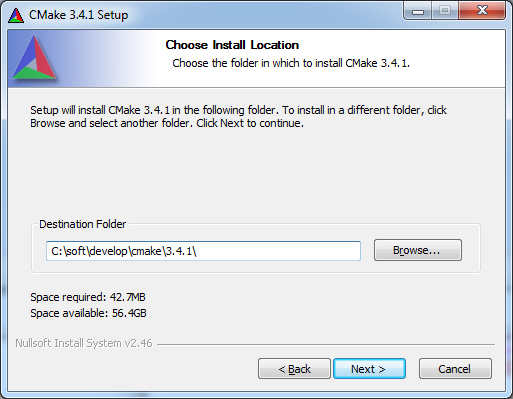 CMake 3.4.1 Setup
Choose Install Location
Choose the folder in which to install CMake 3.4.1.
Setup will install CMake 3.4.1 in the following folder. To install in a different folder, click
Browse and select another folder. Click Next to continue.
Destination Folder
C:\soft\develop\cmake\3.4.1\
Browse...
Space required: 42.7MB
Space available: 56.4GB
Nullsoft Install System v2.46
< Back
Next >
Cancel